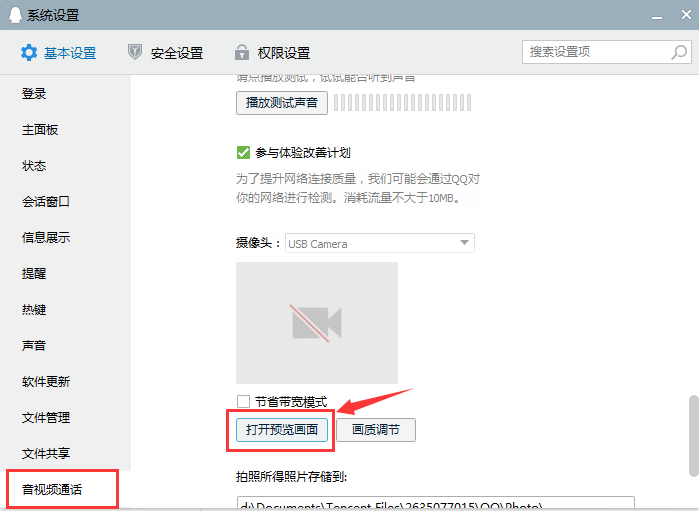 系统设置
基本设置
安全设置
权限设置
搜索设置项
登录
主面板
状态
会话窗口
信息展示
提醒
热键
声音
软件更新
文件管理
文件共享
音视频通话
请点播放测试，试试能否听到声音
播放测试声音
参与体验改善计划
为了提升网络连接质量，我们可能会通过QQ对
你的网络进行检测。消耗流量不大于10MB。
摄像头：
USB Camera
节省带宽模式
打开预览画面
画质调节
拍照所得照片存储到:
d:\Documents\Tencent Files\2635077015\QQ\Photo\